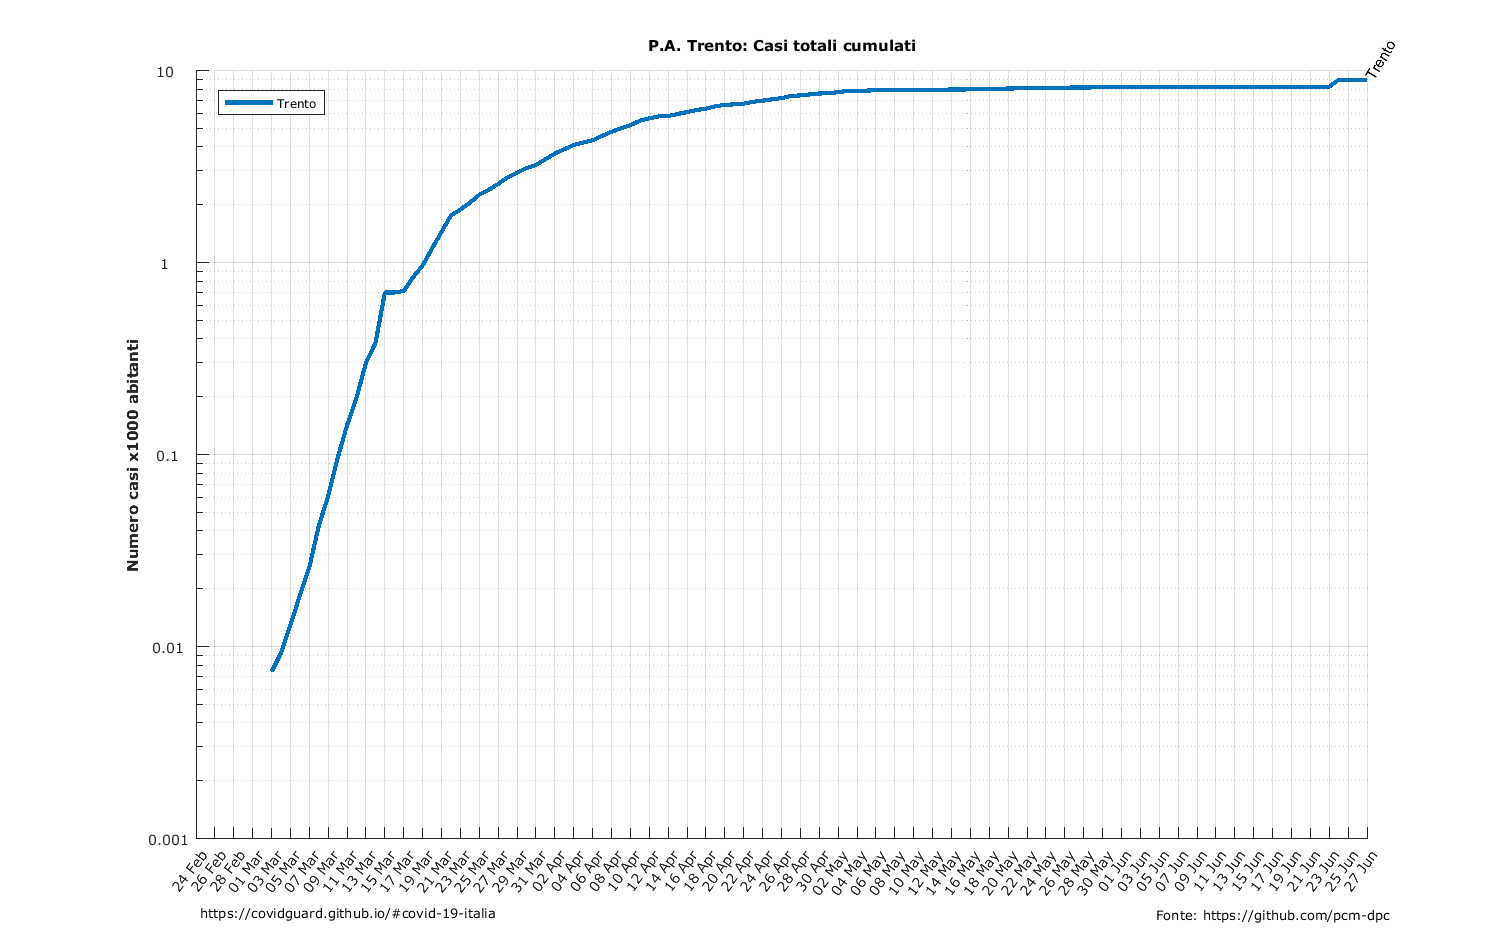 P.A. Trento: Casi totali cumulati
Trento
Trento
Numero casi x1000 abitanti
10
1
0.1
0.01
0.001
24 Feb
26 Feb
28 Feb
01 Mar
03 Mar
05 Mar
07 Mar
09 Mar
11 Mar
13 Mar
15 Mar
17 Mar
19 Mar
21 Mar
23 Mar
25 Mar
27 Mar
29 Mar
31 Mar
02 Apr
04 Apr
06 Apr
08 Apr
10 Apr
12 Apr
14 Apr
16 Apr
18 Apr
20 Apr
22 Apr
24 Apr
26 Apr
28 Apr
30 Apr
02 May
04 May
06 May
08 May
10 May
12 May
14 May
16 May
18 May
20 May
22 May
24 May
26 May
28 May
30 May
01 Jun
03 Jun
05 Jun
07 Jun
09 Jun
11 Jun
13 Jun
15 Jun
17 Jun
19 Jun
21 Jun
23 Jun
25 Jun
27 Jun
https://covidguard.github.io/#covid-19-italia
Fonte: https://github.com/pcm-dpc